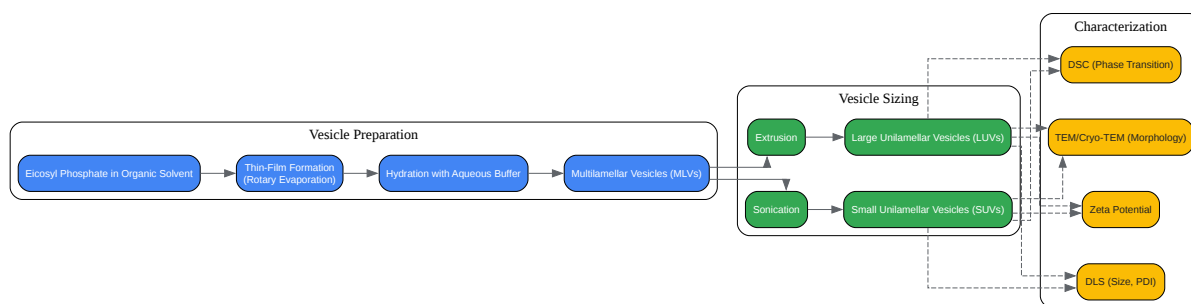 Vesicle Preparation
Eicosyl Phosphate in Organic Solvent
Thin-Film Formation
(Rotary Evaporation)
Hydration with Aqueous Buffer
Multilamellar Vesicles (MLVs)
Vesicle Sizing
Extrusion
Large Unilamellar Vesicles (LUVs)
Sonication
Small Unilamellar Vesicles (SUVs)
Characterization
DSC (Phase Transition)
TEM/Cryo-TEM (Morphology)
Zeta Potential
DLS (Size, PDI)